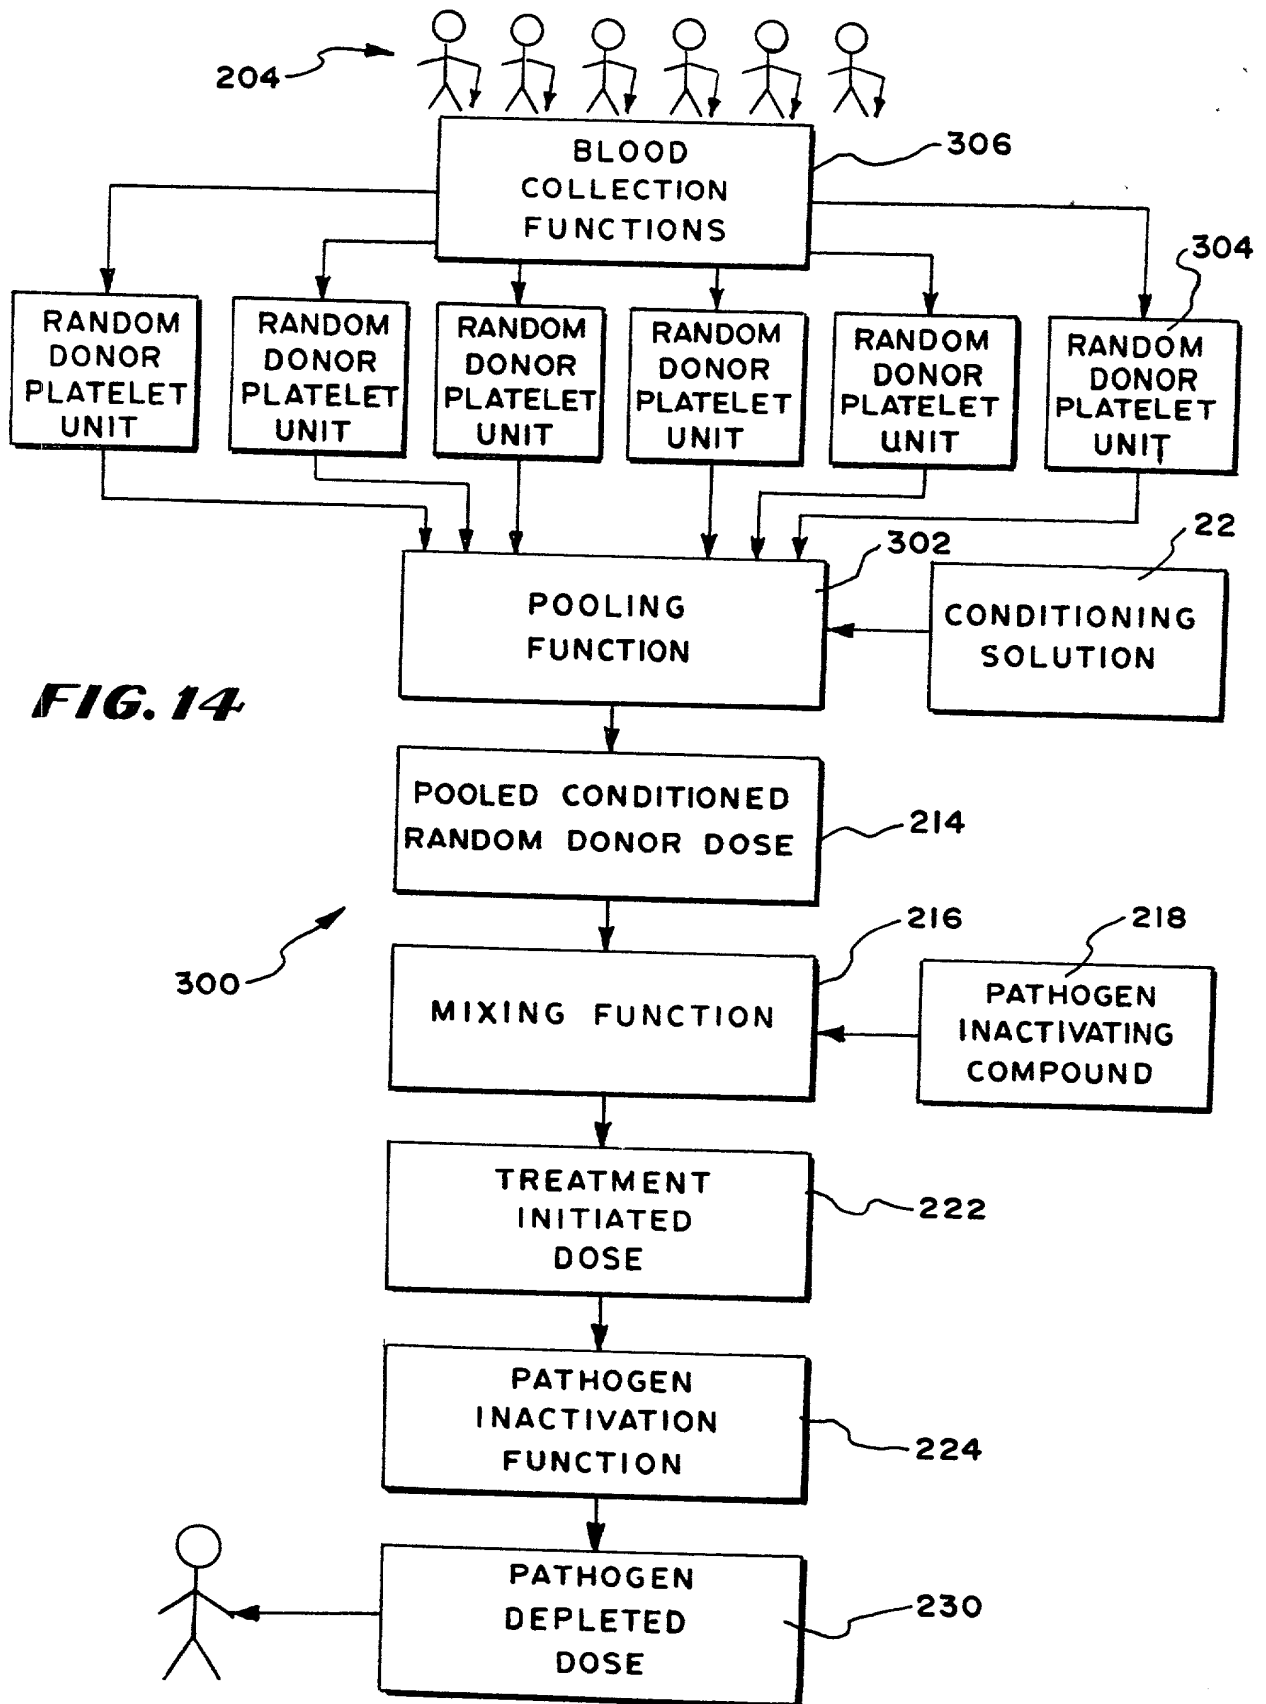 204
BLOOD
COLLECTION
FUNCTIONS
306
304
RANDOM
DONOR
PLATELET
UNIT
RANDOM
DONOR
PLATELET
UNIT
RANDOM
DONOR
PLATELET
UNIT
RANDOM
DONOR
PLATELET
UNIT
RANDOM
DONOR
PLATELET
UNIT
RANDOM
DONOR
PLATELET
UNIT
302
22
POOLING
FUNCTION
CONDITIONING
SOLUTION
FIG. 14
POOLED CONDITIONED
RANDOM DONOR DOSE
214
300
216
218
MIXING FUNCTION
PATHOGEN
INACTIVATING
COMPOUND
TREATMENT
INITIATED
DOSE
222
PATHOGEN
INACTIVATION
FUNCTION
224
PATHOGEN
DEPLETED
DOSE
230